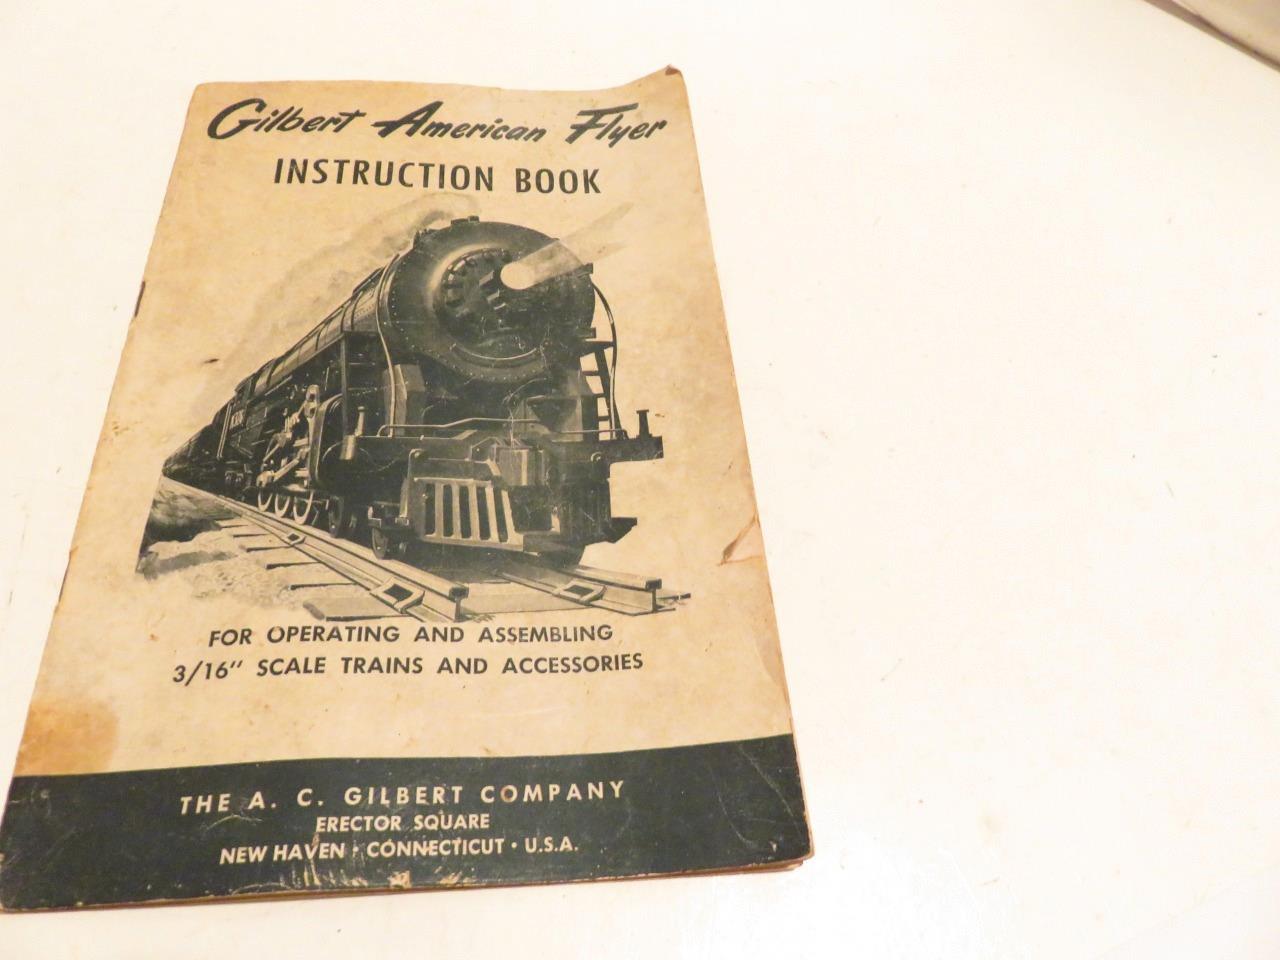 Gilbert American Flyer
INSTRUCTION BOOK
FOR OPERATING AND ASSEMBLING
3/16" SCALE TRAINS AND ACCESSORIES
THE A. C. GILBERT COMPANY
ERECTOR SQUARE
NEW HAVEN · CONNECTICUT · U.S.A.